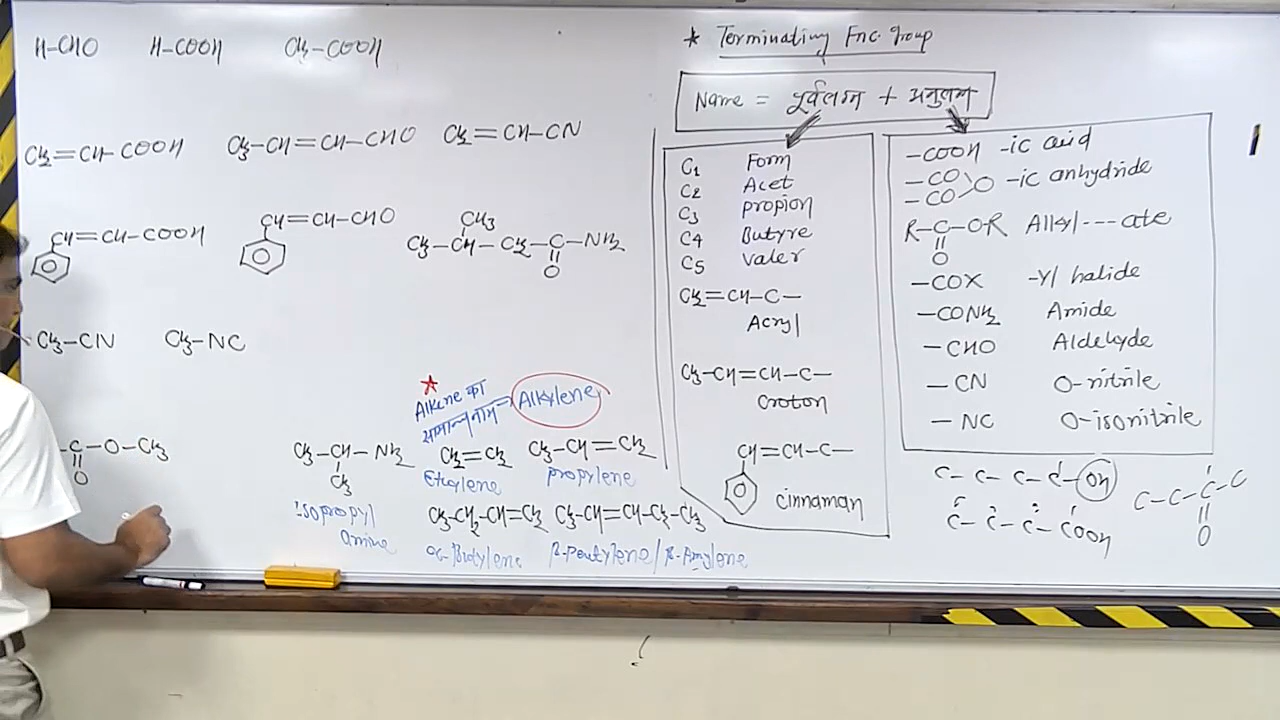 H-CHO H-COOH CH3-COOH
CH2=CH-COOH CH3-CH=CH-CHO CH2=CH-CN
CH=CH-COOH CH=CH-CHO
CH3
CH3-CH-CH2-C-NH2
O
CH3-CN CH3-NC
-C-O-CH3
O
CH3-CH-NH2
CH3
isopropyl
amine
★
Alkene का
सामान्य नाम = Alkylene
CH2=CH2 CH3-CH=CH2
Ethylene propylene
CH3-CH2-CH=CH2 CH3-CH=CH-CH2-CH3
α-Butylene β-pentylene/β-Amylene
* Terminating Fnc. group
Name = पूर्वलग्न + अनुलग्न
C1 Form
C2 Acet
C3 propion
C4 Butyre
C5 valer
CH2=CH-C-
Acryl
CH3-CH=CH-C-
Croton
CH=CH-C-
cinnaman
-COOH -ic acid
-CO
-CO O -ic anhydride
R-C-OR Alkyl---ate
O
-COX -yl halide
-CONH2 Amide
-CHO Aldehyde
-CN O-nitrile
-NC O-isonitrile
C-C-C-C-OH
C-C-C-COOH
C-C-C-C
O